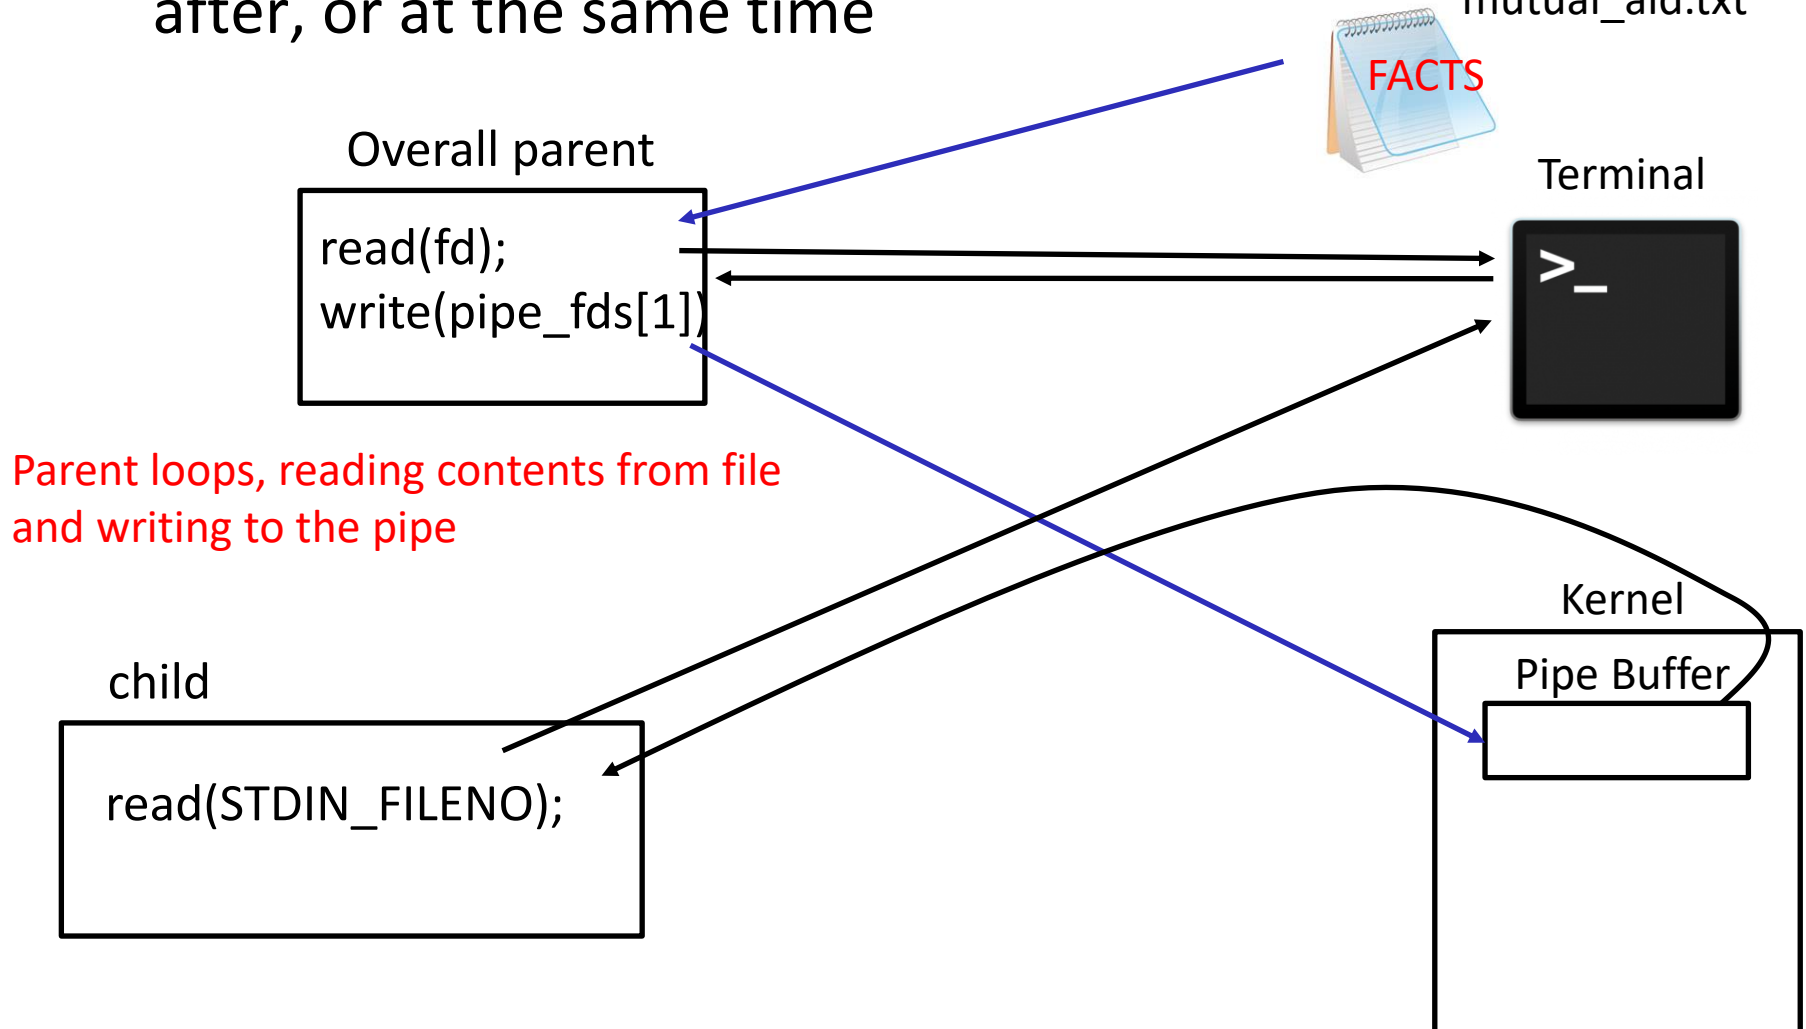 after, or at the same time
mutual_aid.txt
FACTS
Overall parent
Terminal
read(fd);
write(pipe_fds[1])
>_
Parent loops, reading contents from file
and writing to the pipe
Kernel
Pipe Buffer
child
read(STDIN_FILENO);